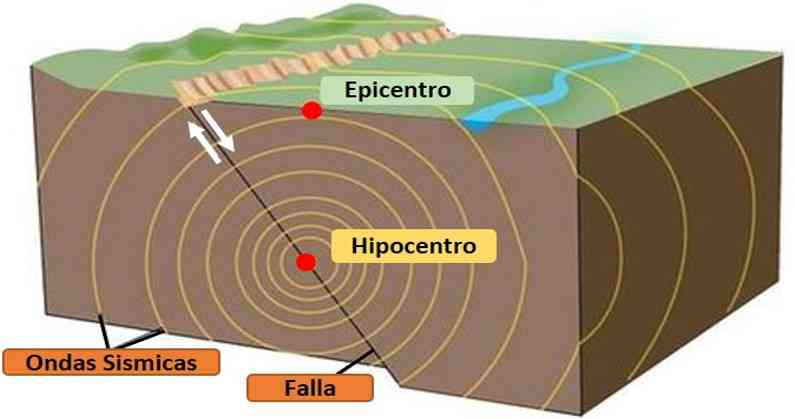 Epicentro
Hipocentro
Ondas Sismicas
Falla